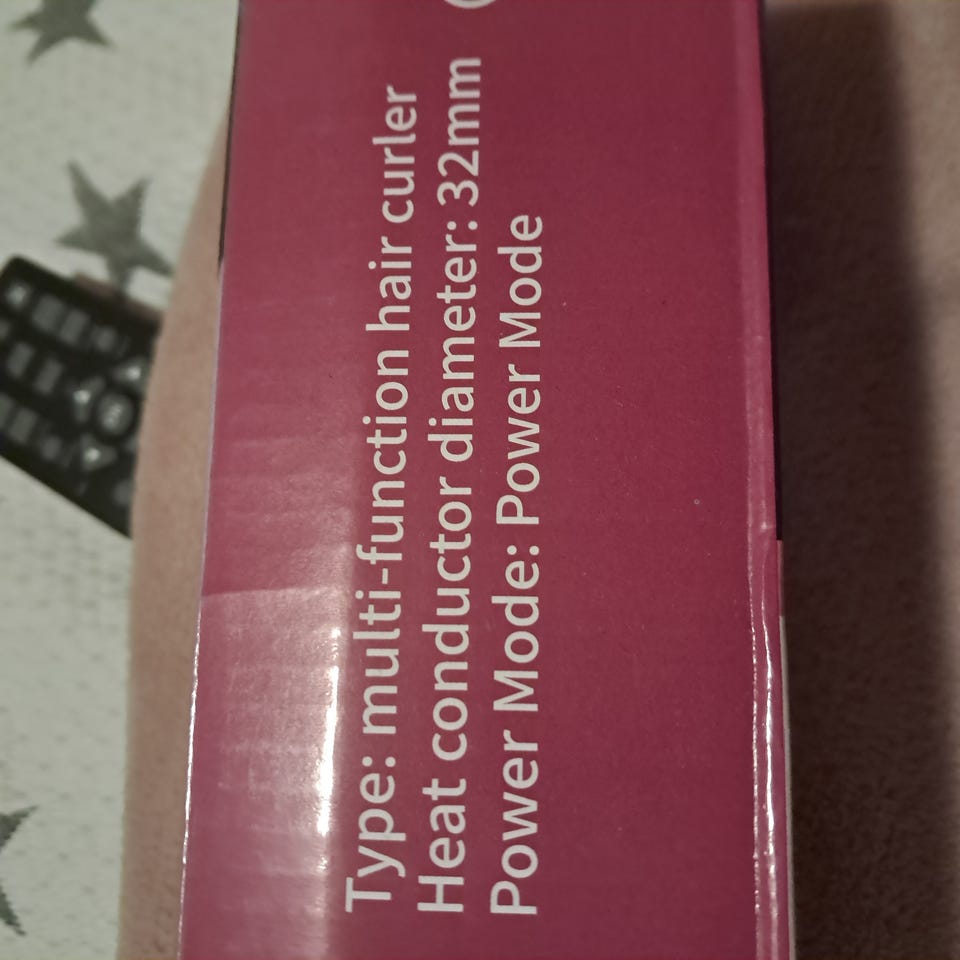 Type: multi-function hair curler
Heat conductor diameter: 32mm
Power Mode: Power Mode